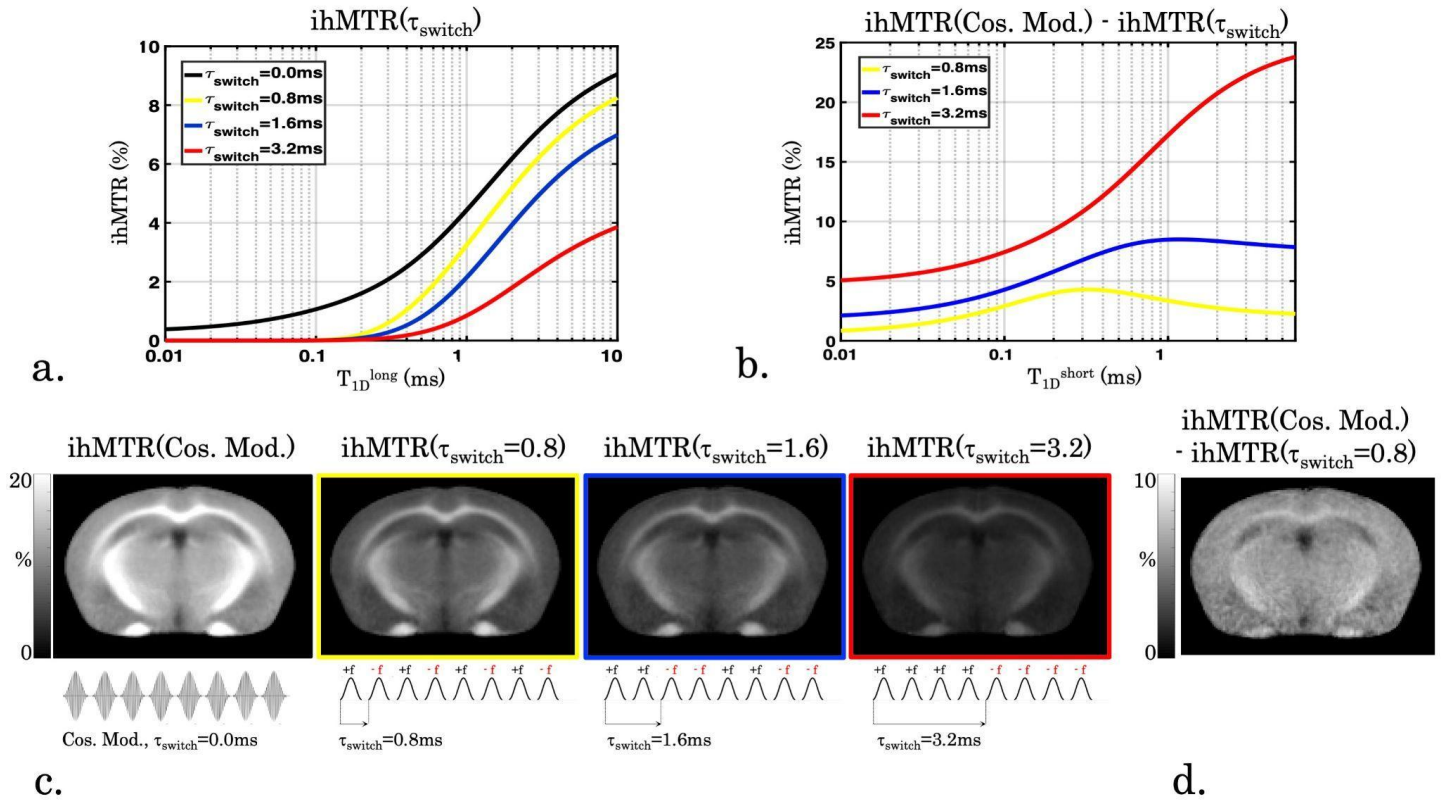 ihMTR(τswitch)
ihMTR (%)
10
8
6
4
2
0
τswitch=0.0ms
τswitch=0.8ms
τswitch=1.6ms
τswitch=3.2ms
0.01 0.1 1 10
T1D^long (ms)
a.
ihMTR(Cos. Mod.) - ihMTR(τswitch)
ihMTR (%)
25
20
15
10
5
0
τswitch=0.8ms
τswitch=1.6ms
τswitch=3.2ms
0.01 0.1 1
T1D^short (ms)
b.
ihMTR(Cos. Mod.)
20
%
0
Cos. Mod., τswitch=0.0ms
ihMTR(τswitch=0.8)
+f -f +f -f +f -f +f -f
τswitch=0.8ms
ihMTR(τswitch=1.6)
+f +f -f -f +f +f -f -f
τswitch=1.6ms
ihMTR(τswitch=3.2)
+f +f +f +f -f -f -f -f
τswitch=3.2ms
c.
ihMTR(Cos. Mod.)
- ihMTR(τswitch=0.8)
10
%
0
d.